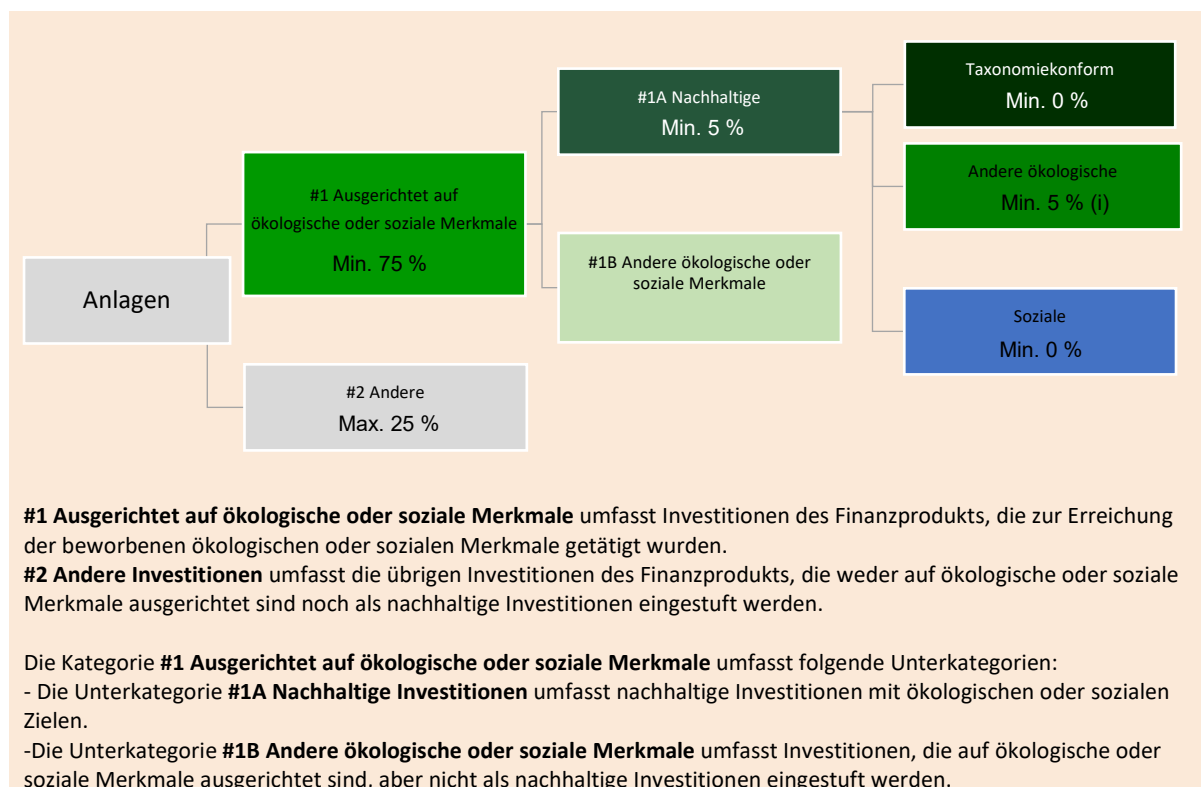 Anlagen
#1 Ausgerichtet auf
ökologische oder soziale Merkmale
Min. 75 %
#2 Andere
Max. 25 %
#1A Nachhaltige
Min. 5 %
#1B Andere ökologische oder
soziale Merkmale
Taxonomiekonform
Min. 0 %
Andere ökologische
Min. 5 % (i)
Soziale
Min. 0 %
#1 Ausgerichtet auf ökologische oder soziale Merkmale umfasst Investitionen des Finanzprodukts, die zur Erreichung
der beworbenen ökologischen oder sozialen Merkmale getätigt wurden.
#2 Andere Investitionen umfasst die übrigen Investitionen des Finanzprodukts, die weder auf ökologische oder soziale
Merkmale ausgerichtet sind noch als nachhaltige Investitionen eingestuft werden.
Die Kategorie #1 Ausgerichtet auf ökologische oder soziale Merkmale umfasst folgende Unterkategorien:
- Die Unterkategorie #1A Nachhaltige Investitionen umfasst nachhaltige Investitionen mit ökologischen oder sozialen
Zielen.
-Die Unterkategorie #1B Andere ökologische oder soziale Merkmale umfasst Investitionen, die auf ökologische oder
soziale Merkmale ausgerichtet sind, aber nicht als nachhaltige Investitionen eingestuft werden.